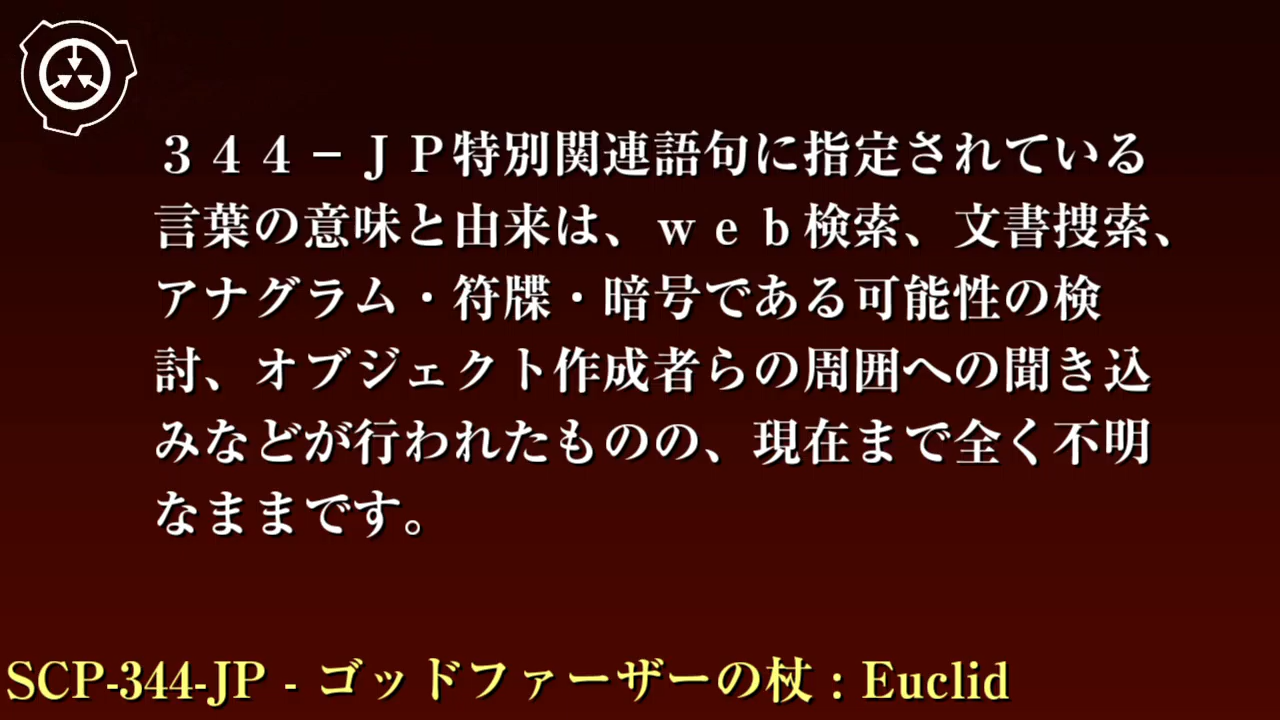 ３４４－ＪＰ特別関連語句に指定されている
言葉の意味と由来は、ｗｅｂ検索、文書捜索、
アナグラム・符牒・暗号である可能性の検
討、オブジェクト作成者らの周囲への聞き込
みなどが行われたものの、現在まで全く不明
なままです。
SCP-344-JP - ゴッドファーザーの杖 : Euclid